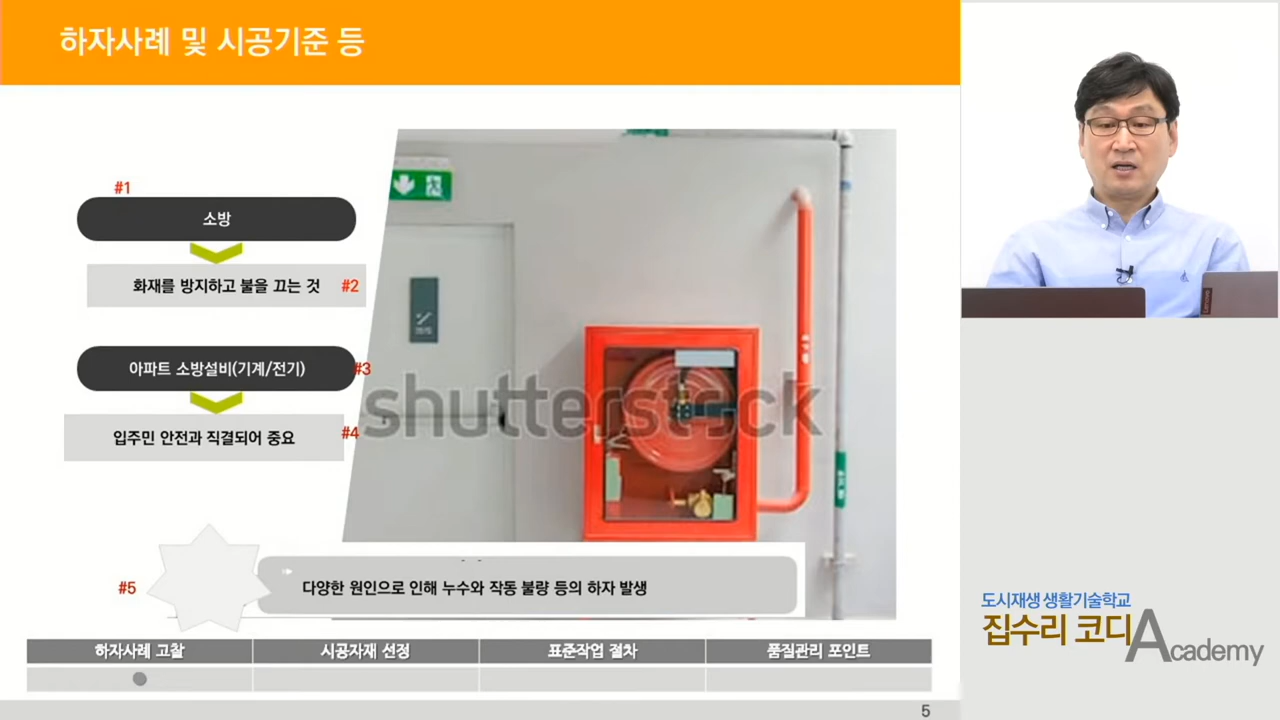 하자사례 및 시공기준 등
#1
소방
화재를 방지하고 불을 끄는 것 #2
아파트 소방설비(기계/전기) #3
입주민 안전과 직결되어 중요 #4
shutterstock
#5 다양한 원인으로 인해 누수와 작동 불량 등의 하자 발생
하자사례 고찰 시공자재 선정 표준작업 절차 품질관리 포인트
5
Lenovo
도시재생 생활기술학교
집수리 코디
Academy